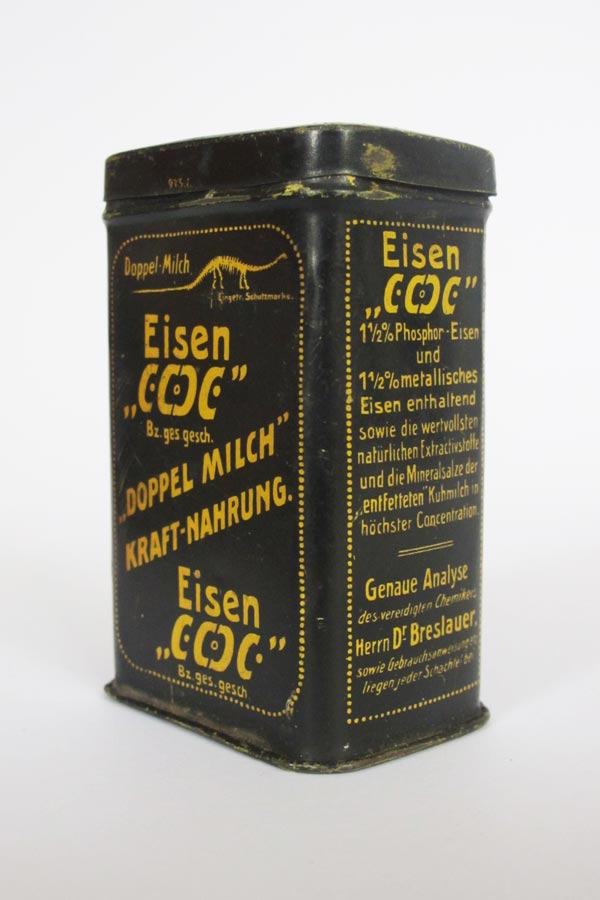 Doppel-Milch
Eingetr. Schutzmarke.
Eisen
„COC”
Bz. ges. gesch.
„DOPPEL MILCH”
KRAFT-NAHRUNG.
Eisen
„COC”
Bz. ges. gesch.
Eisen
„COC”
1½% Phosphor-Eisen
und
1½% metallisches
Eisen enthaltend
sowie die wertvollsten
natürlichen Extractivstoffe
und die Mineralsalze der
„entfetteten” Kuhmilch in
höchster Concentration.
Genaue Analyse
des vereidigten Chemikers
Herrn Dr Breslauer,
sowie Gebrauchsanweisungen
liegen jeder Schachtel bei